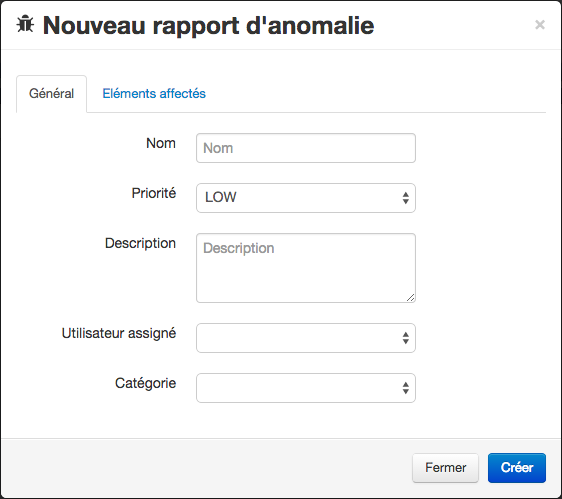 Nouveau rapport d'anomalie
×
Général
Eléments affectés
Nom
Nom
Priorité
LOW
Description
Description
Utilisateur assigné
Catégorie
Fermer
Créer